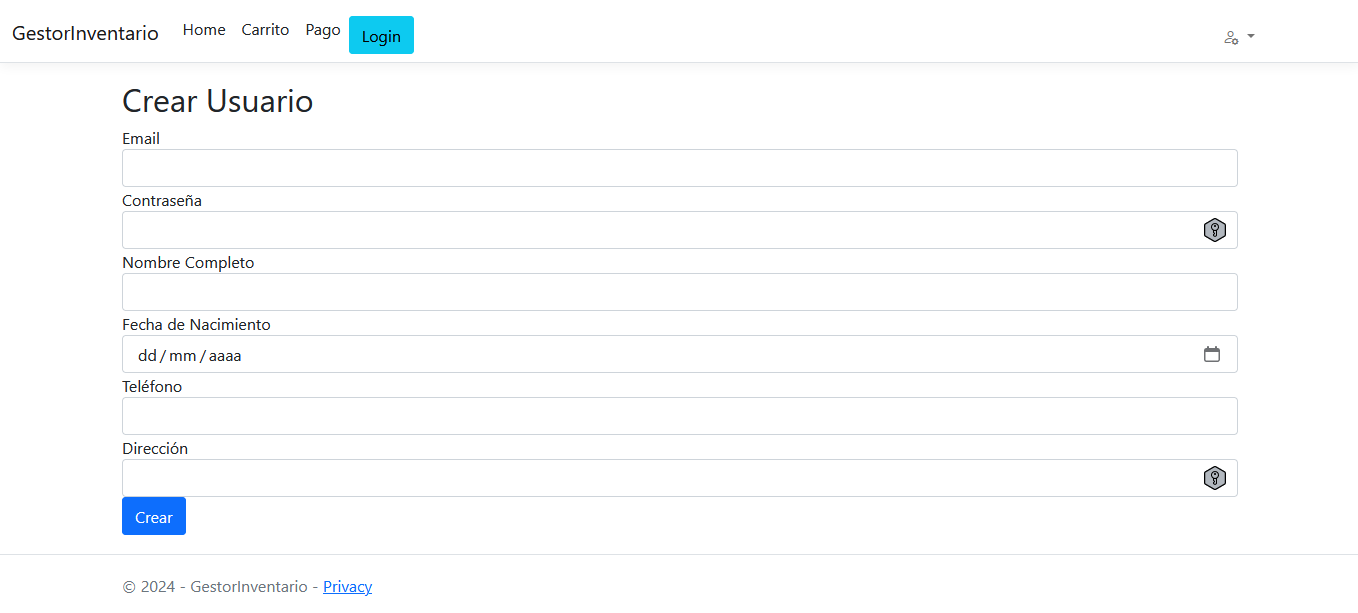 GestorInventario Home Carrito Pago Login
Crear Usuario
Email
Contraseña
Nombre Completo
Fecha de Nacimiento
dd/mm/aaaa
Teléfono
Dirección
Crear
© 2024 - GestorInventario - Privacy